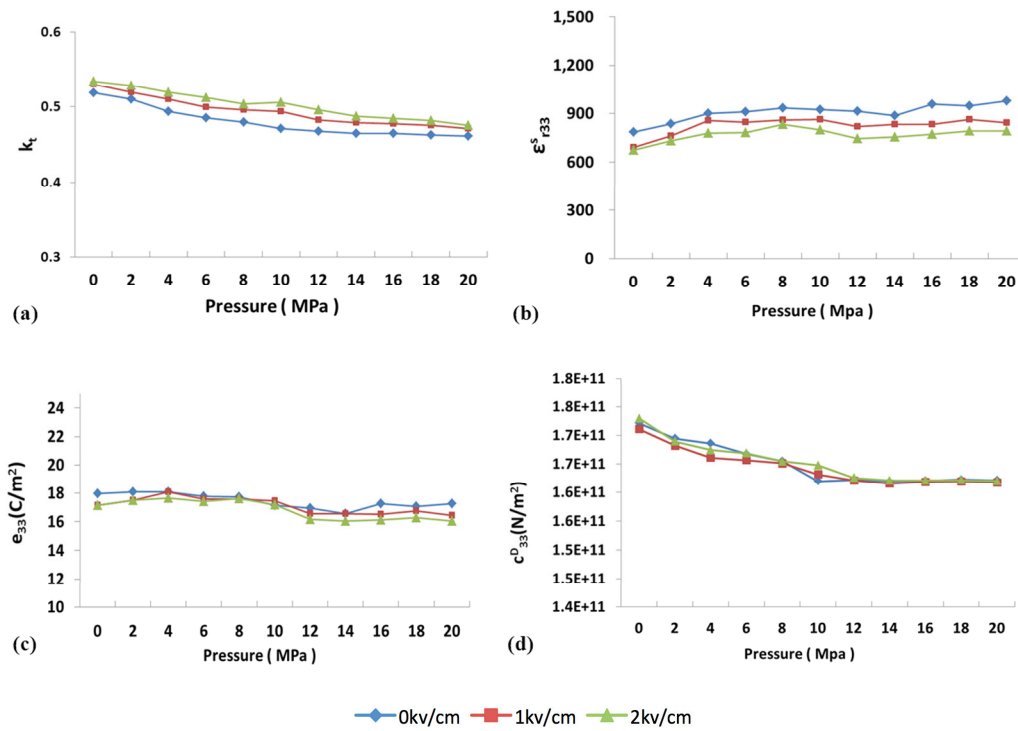 0.6
0.5
0.4
0.3
kt
0 2 4 6 8 10 12 14 16 18 20
Pressure ( MPa )
(a)
1,500
1,200
900
600
300
0
εsr33
0 2 4 6 8 10 12 14 16 18 20
Pressure ( Mpa )
(b)
24
22
20
18
16
14
12
10
e33(C/m2)
0 2 4 6 8 10 12 14 16 18 20
Pressure ( MPa )
(c)
1.8E+11
1.8E+11
1.7E+11
1.7E+11
1.6E+11
1.6E+11
1.5E+11
1.5E+11
1.4E+11
cD33(N/m2)
0 2 4 6 8 10 12 14 16 18 20
Pressure ( Mpa )
(d)
0kv/cm 1kv/cm 2kv/cm